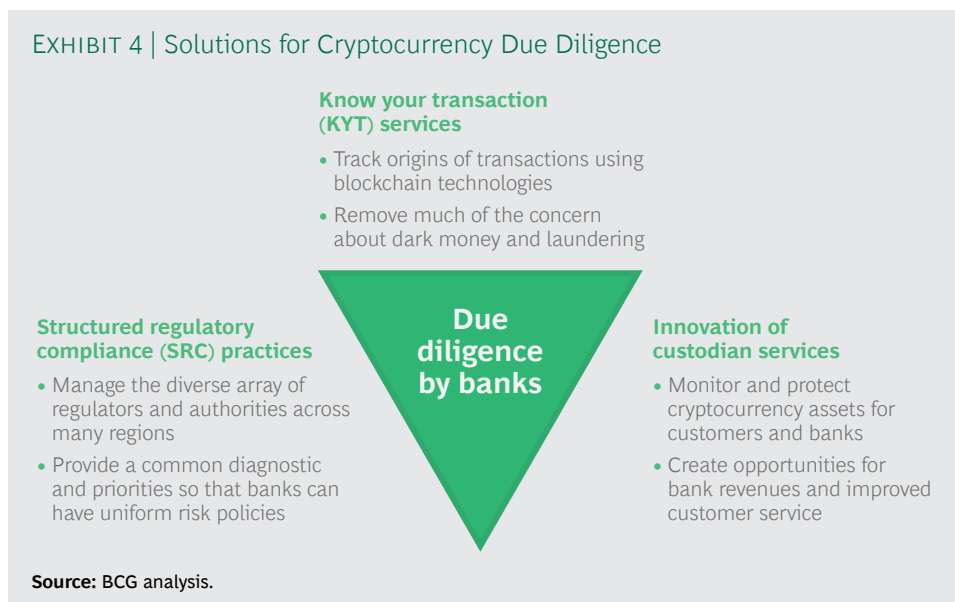 EXHIBIT 4 | Solutions for Cryptocurrency Due Diligence
Know your transaction
(KYT) services
• Track origins of transactions using
blockchain technologies
• Remove much of the concern
about dark money and laundering
Structured regulatory
compliance (SRC) practices
• Manage the diverse array of
regulators and authorities across
many regions
• Provide a common diagnostic
and priorities so that banks can
have uniform risk policies
Due
diligence
by banks
Innovation of
custodian services
• Monitor and protect
cryptocurrency assets for
customers and banks
• Create opportunities for
bank revenues and improved
customer service
Source: BCG analysis.